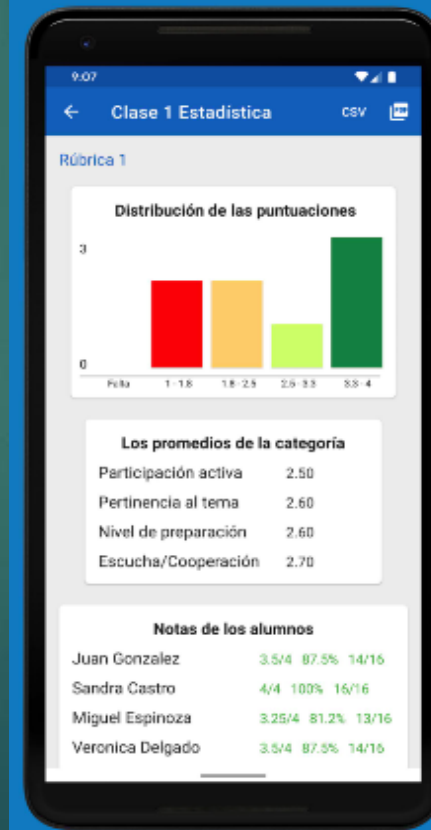 9:07
Clase 1 Estadística CSV
Rúbrica 1
Distribución de las puntuaciones
3
0
Falta 1 - 1.8 1.8 - 2.5 2.5 - 3.3 3.3 - 4
Los promedios de la categoría
Participación activa 2.50
Pertinencia al tema 2.60
Nivel de preparación 2.60
Escucha/Cooperación 2.70
Notas de los alumnos
Juan Gonzalez 3.5/4 87.5% 14/16
Sandra Castro 4/4 100% 16/16
Miguel Espinoza 3.25/4 81.2% 13/16
Veronica Delgado 3.5/4 87.5% 14/16